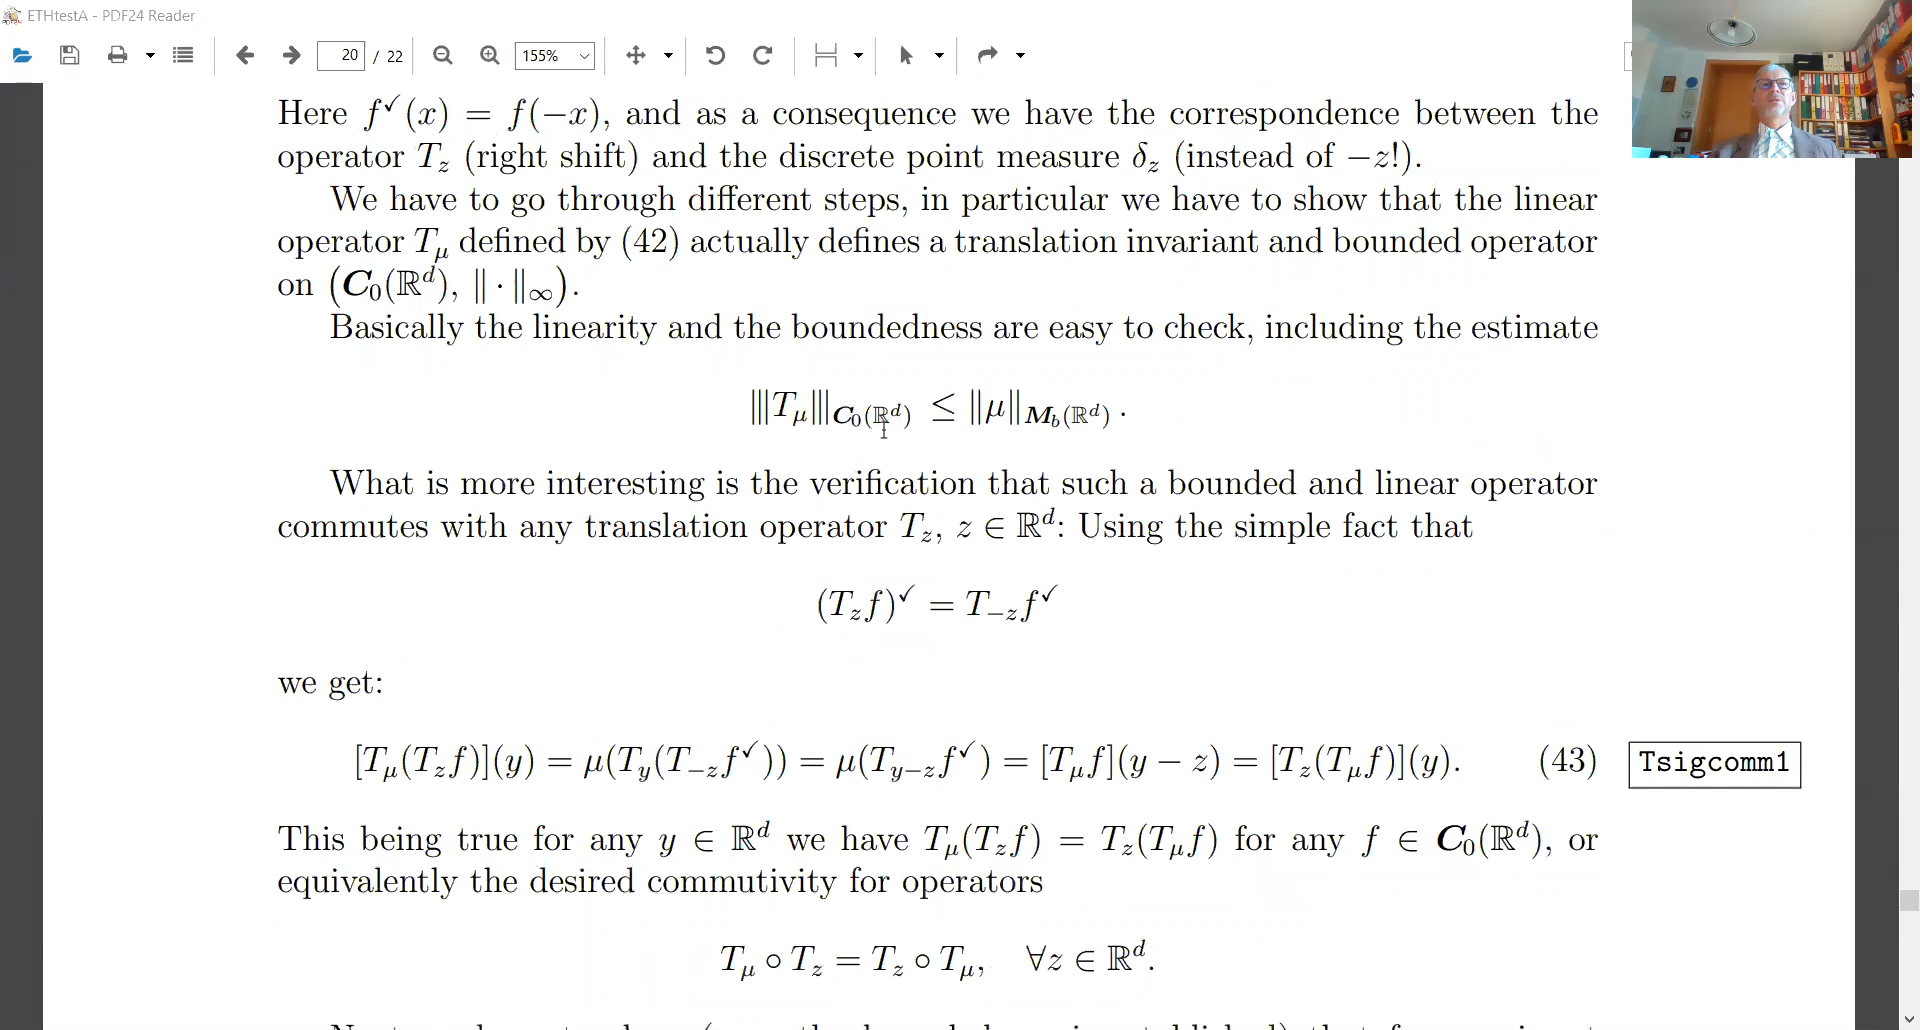 ETHtestA - PDF24 Reader
20 / 22
155%
Here f✓(x) = f(−x), and as a consequence we have the correspondence between the
operator T_z (right shift) and the discrete point measure δ_z (instead of −z!).
We have to go through different steps, in particular we have to show that the linear
operator T_μ defined by (42) actually defines a translation invariant and bounded operator
on (C_0(ℝ^d), ‖·‖_∞).
Basically the linearity and the boundedness are easy to check, including the estimate
|||T_μ|||_{C_0(ℝ^d)} ≤ ‖μ‖_{M_b(ℝ^d)}.
What is more interesting is the verification that such a bounded and linear operator
commutes with any translation operator T_z, z ∈ ℝ^d: Using the simple fact that
(T_z f)✓ = T_{−z} f✓
we get:
[T_μ(T_z f)](y) = μ(T_y(T_{−z} f✓)) = μ(T_{y−z} f✓) = [T_μ f](y − z) = [T_z(T_μ f)](y). (43) Tsigcomm1
This being true for any y ∈ ℝ^d we have T_μ(T_z f) = T_z(T_μ f) for any f ∈ C_0(ℝ^d), or
equivalently the desired commutivity for operators
T_μ ∘ T_z = T_z ∘ T_μ, ∀z ∈ ℝ^d.